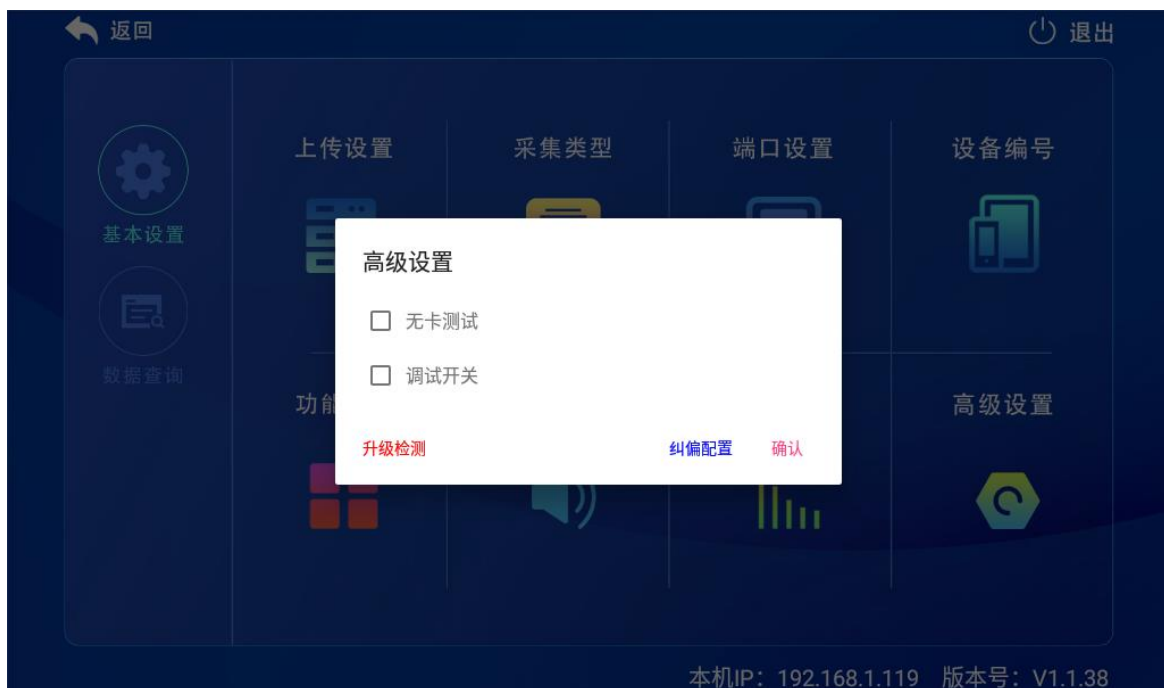 返回
退出
上传设置
采集类型
端口设置
设备编号
基本设置
高级设置
无卡测试
数据查询
调试开关
功能
高级设置
升级检测
纠偏配置
确认
本机IP：192.168.1.119 版本号：V1.1.38